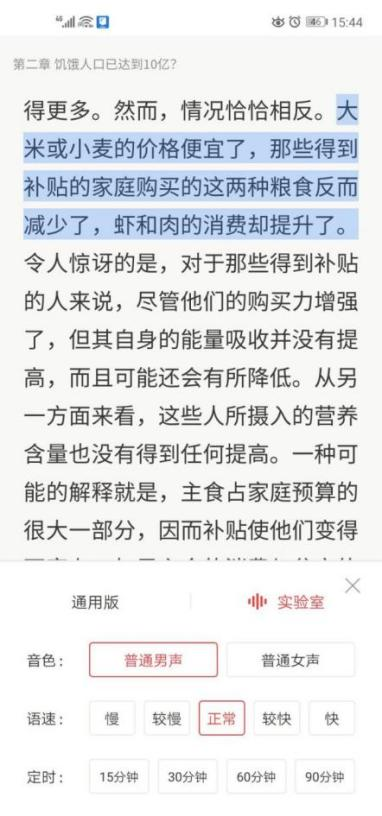 46 15:44
第二章 饥饿人口已达到10亿？
得更多。然而，情况恰恰相反。大
米或小麦的价格便宜了，那些得到
补贴的家庭购买的这两种粮食反而
减少了，虾和肉的消费却提升了。
令人惊讶的是，对于那些得到补贴
的人来说，尽管他们的购买力增强
了，但其自身的能量吸收并没有提
高，而且可能还会有所降低。从另
一方面来看，这些人所摄入的营养
含量也没有得到任何提高。一种可
能的解释就是，主食占家庭预算的
很大一部分，因而补贴使他们变得
通用版 实验室
音色： 普通男声 普通女声
语速： 慢 较慢 正常 较快 快
定时： 15分钟 30分钟 60分钟 90分钟